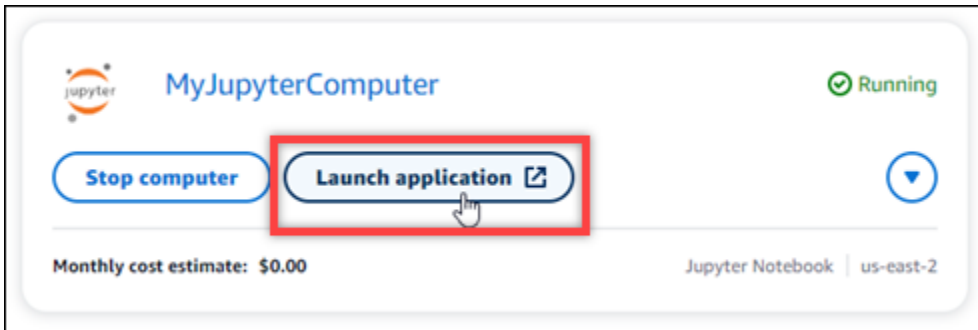 jupyter
MyJupyterComputer
Running
Stop computer
Launch application
Monthly cost estimate: $0.00
Jupyter Notebook | us-east-2